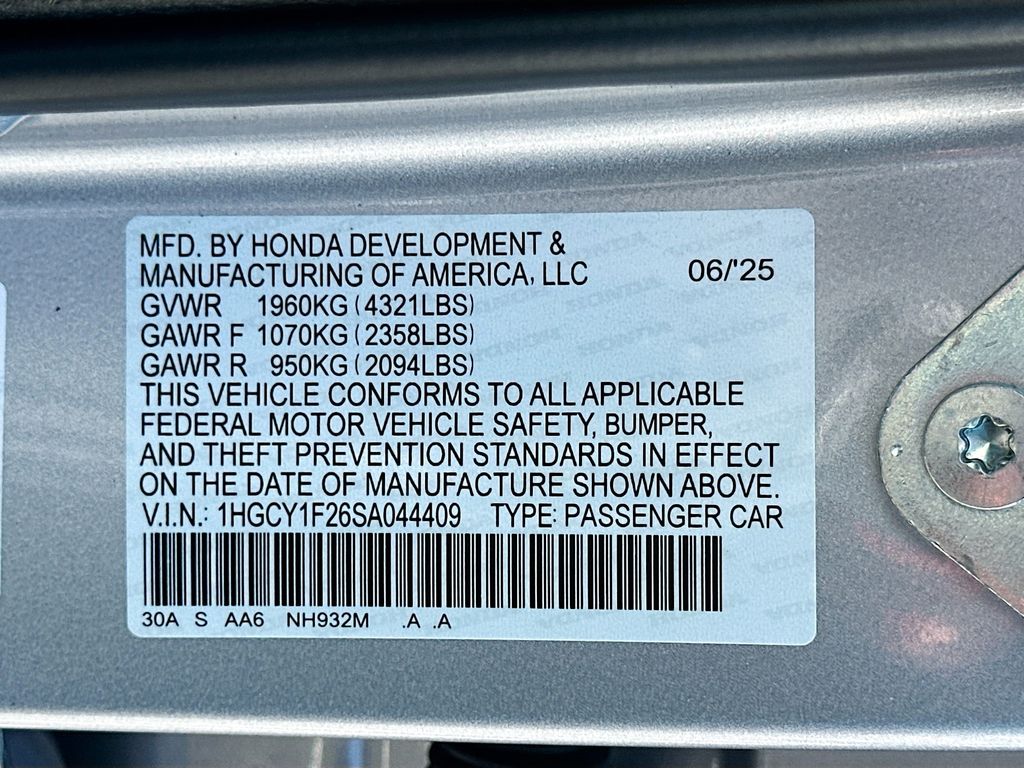 MFD. BY HONDA DEVELOPMENT &
MANUFACTURING OF AMERICA, LLC 06/'25
GVWR 1960KG (4321LBS)
GAWR F 1070KG (2358LBS)
GAWR R 950KG (2094LBS)
THIS VEHICLE CONFORMS TO ALL APPLICABLE
FEDERAL MOTOR VEHICLE SAFETY, BUMPER,
AND THEFT PREVENTION STANDARDS IN EFFECT
ON THE DATE OF MANUFACTURE SHOWN ABOVE.
V.I.N.: 1HGCY1F26SA044409 TYPE: PASSENGER CAR
30A S AA6 NH932M .A .A